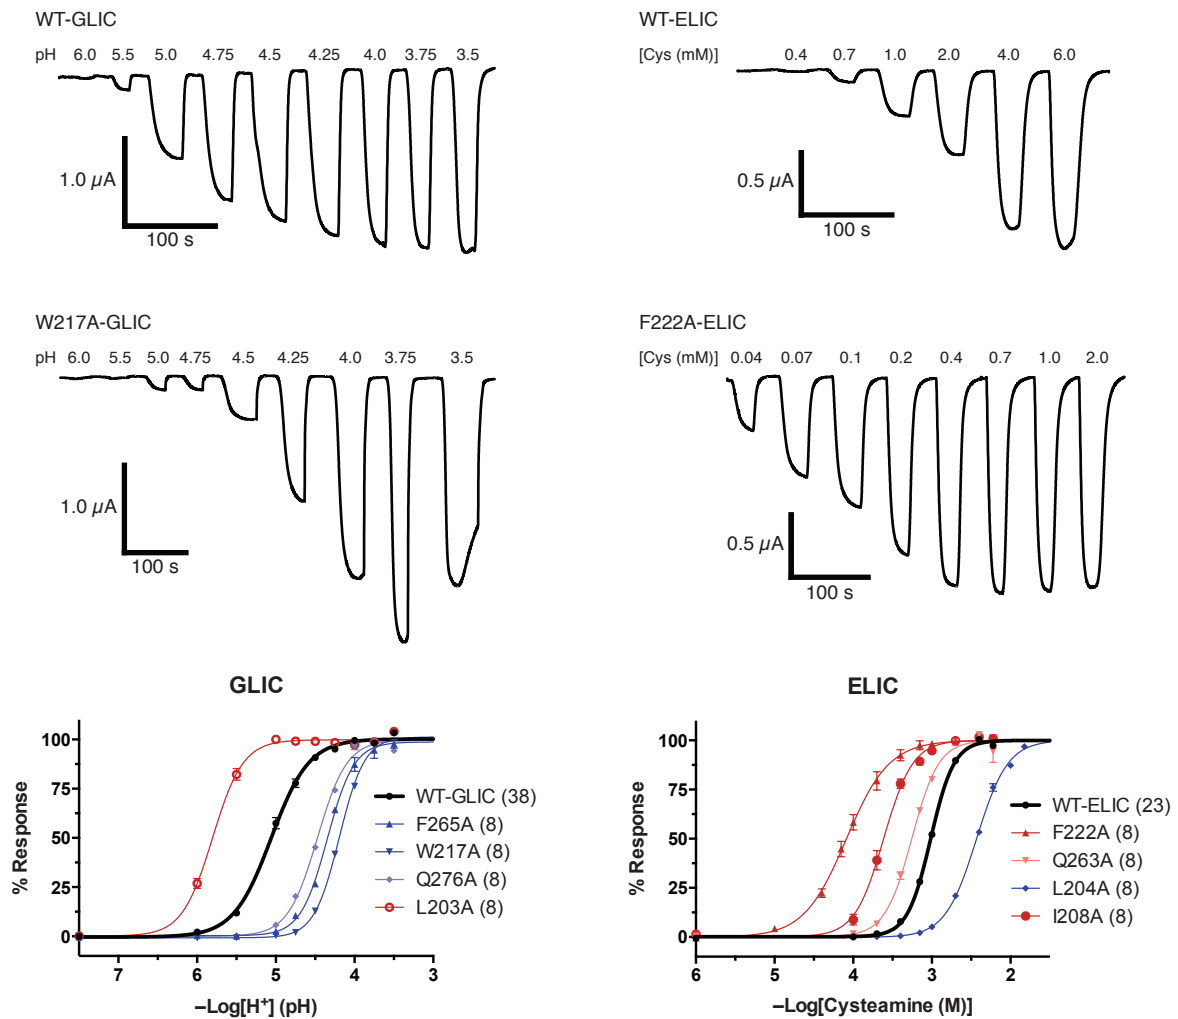 WT-GLIC
pH 6.0 5.5 5.0 4.75 4.5 4.25 4.0 3.75 3.5
1.0 µA
100 s
WT-ELIC
[Cys (mM)] 0.4 0.7 1.0 2.0 4.0 6.0
0.5 µA
100 s
W217A-GLIC
pH 6.0 5.5 5.0 4.75 4.5 4.25 4.0 3.75 3.5
1.0 µA
100 s
F222A-ELIC
[Cys (mM)] 0.04 0.07 0.1 0.2 0.4 0.7 1.0 2.0
0.5 µA
100 s
GLIC
% Response
100
75
50
25
0
7 6 5 4 3
–Log[H⁺] (pH)
WT-GLIC (38)
F265A (8)
W217A (8)
Q276A (8)
L203A (8)
ELIC
% Response
100
75
50
25
0
6 5 4 3 2
–Log[Cysteamine (M)]
WT-ELIC (23)
F222A (8)
Q263A (8)
L204A (8)
I208A (8)